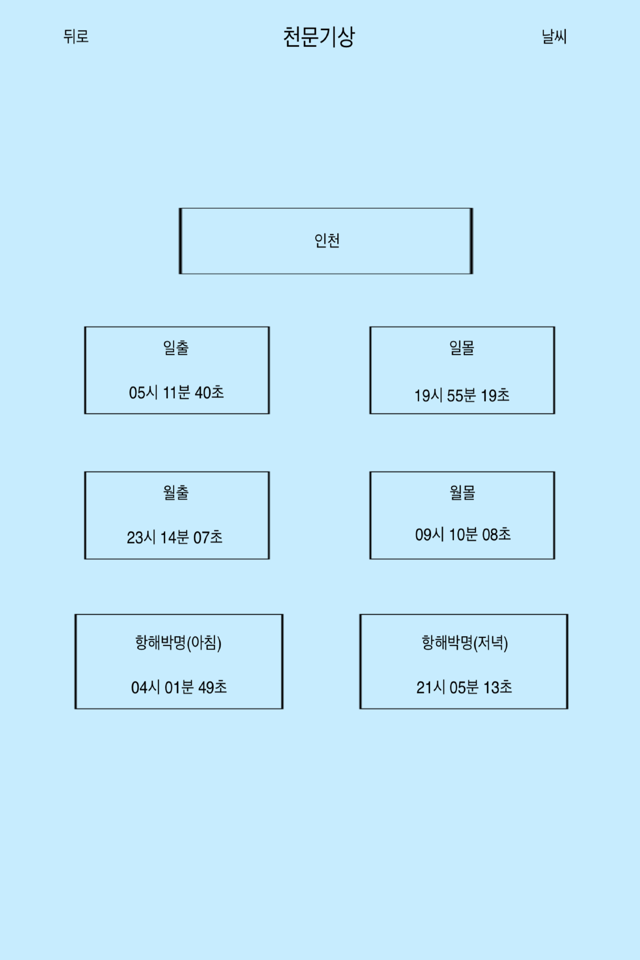 뒤로 천문기상 날씨
인천
일출 일몰
05시 11분 40초 19시 55분 19초
월출 월몰
23시 14분 07초 09시 10분 08초
항해박명(아침) 항해박명(저녁)
04시 01분 49초 21시 05분 13초